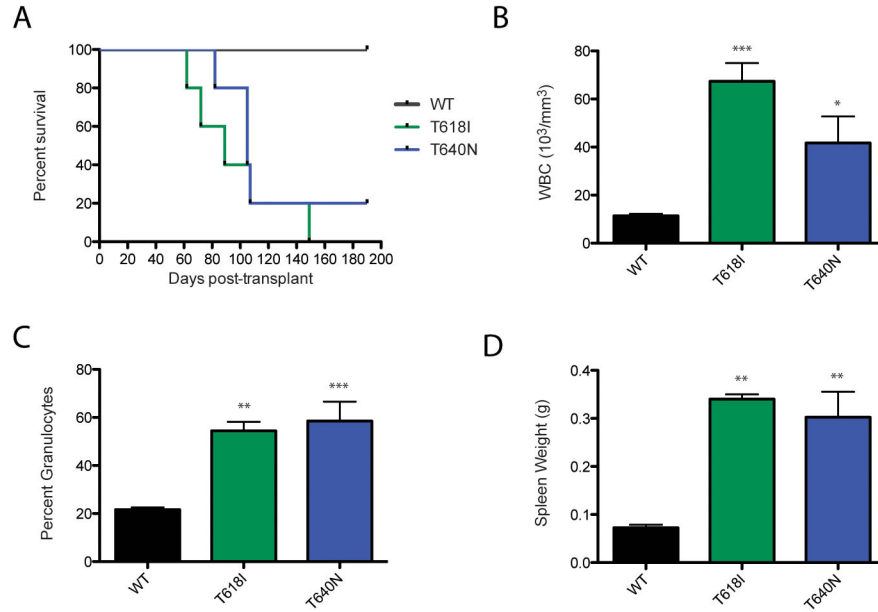 A
Percent survival
100
80
60
40
20
0
0 20 40 60 80 100 120 140 160 180 200
Days post-transplant
WT
T618I
T640N
B
WBC (10³/mm³)
80
60
40
20
0
***
*
WT T618I T640N
C
Percent Granulocytes
80
60
40
20
0
**
***
WT T618I T640N
D
Spleen Weight (g)
0.4
0.3
0.2
0.1
0.0
**
**
WT T618I T640N